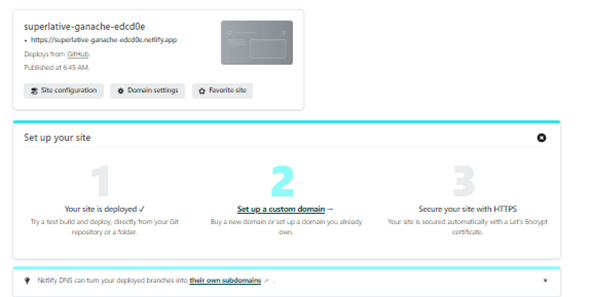 superlative-ganache-edcd0e
• https://superlative-ganache-edcd0e.netlify.app
Deploys from GitHub.
Published at 6:45 AM.
Site configuration
Domain settings
Favorite site
Set up your site
1
2
3
Your site is deployed ✓
Try a test build and deploy, directly from your Git
repository or a folder.
Set up a custom domain →
Buy a new domain or set up a domain you already
own.
Secure your site with HTTPS
Your site is secured automatically with a Let's Encrypt
certificate.
Netlify DNS can turn your deployed branches into their own subdomains ↗ .